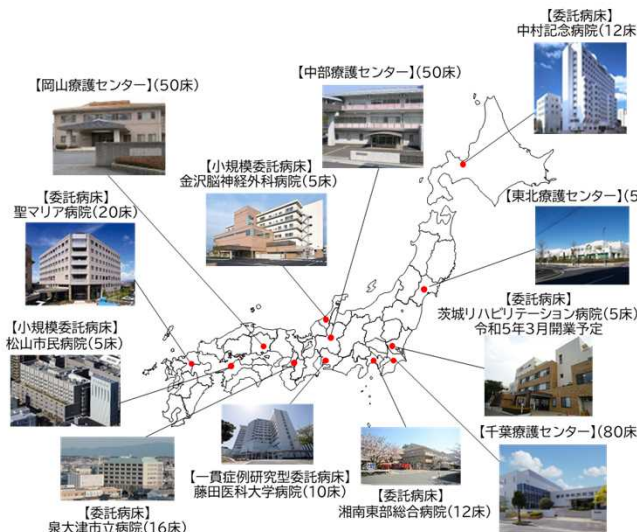 【委託病床】
中村記念病院(12床
【岡山療護センター】(50床)
【中部療護センター】(50床)
【小規模委託病床】
金沢脳神経外科病院(5床)
【委託病床】
聖マリア病院(20床)
【東北療護センター】(5
【委託病床】
茨城リハビリテーション病院(5床)
令和5年3月開業予定
【小規模委託病床】
松山市民病院(5床)
【千葉療護センター】(80床)
【一貫症例研究型委託病床】
藤田医科大学病院(10床)
【委託病床】
湘南東部総合病院(12床)
【委託病床】
泉大津市立病院(16床)